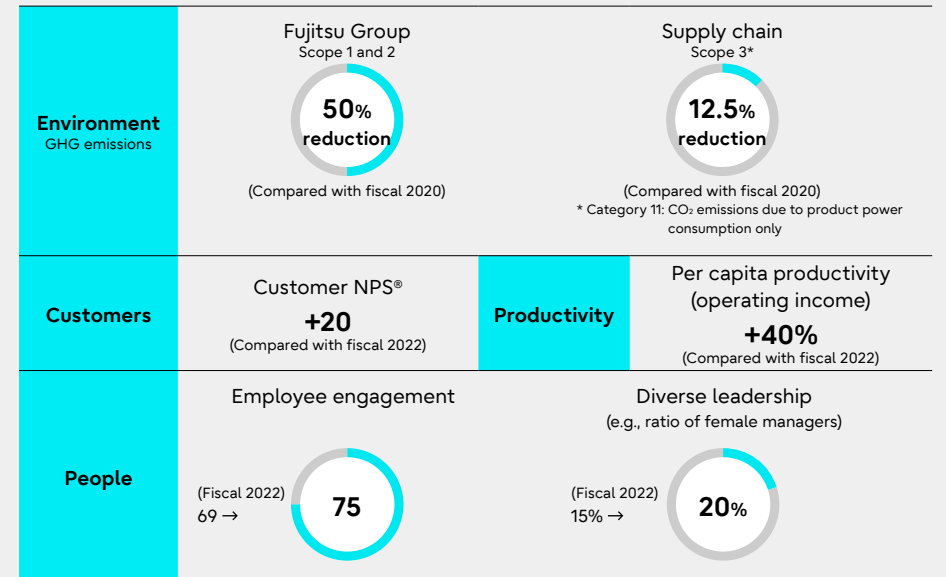 Environment
GHG emissions
Fujitsu Group
Scope 1 and 2
50%
reduction
(Compared with fiscal 2020)
Supply chain
Scope 3*
12.5%
reduction
(Compared with fiscal 2020)
* Category 11: CO₂ emissions due to product power
consumption only
Customers
Customer NPS®
+20
(Compared with fiscal 2022)
Productivity
Per capita productivity
(operating income)
+40%
(Compared with fiscal 2022)
People
Employee engagement
(Fiscal 2022)
69 →
75
Diverse leadership
(e.g., ratio of female managers)
(Fiscal 2022)
15% →
20%